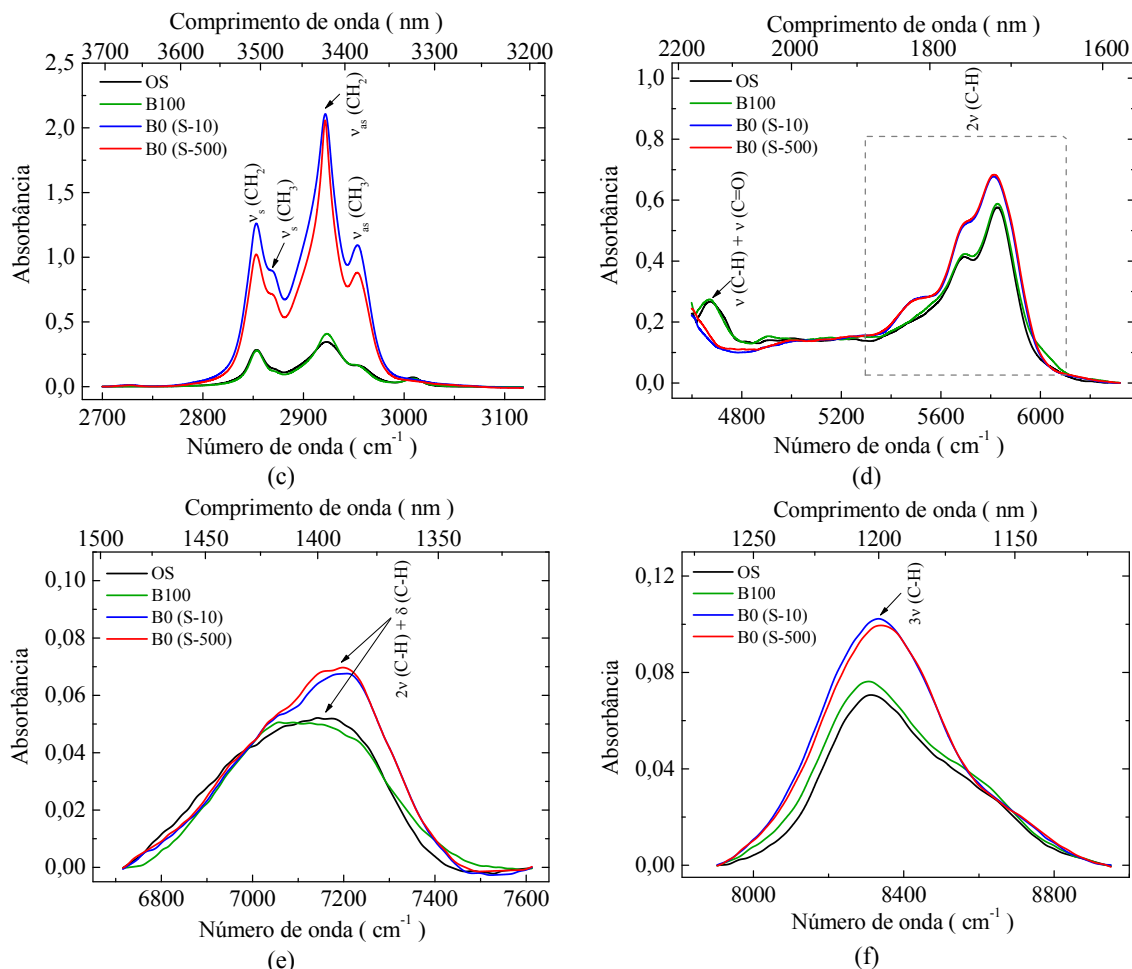 Comprimento de onda ( nm )
3700 3600 3500 3400 3300 3200
2,5
2,0
1,5
1,0
0,5
0,0
Absorbância
OS
B100
B0 (S-10)
B0 (S-500)
νs (CH2)
νs (CH3)
νas (CH2)
νas (CH3)
2700 2800 2900 3000 3100
Número de onda ( cm-1 )
(c)
Comprimento de onda ( nm )
2200 2000 1800 1600
1,0
0,8
0,6
0,4
0,2
0,0
Absorbância
OS
B100
B0 (S-10)
B0 (S-500)
ν (C-H) + ν (C=O)
2ν (C-H)
4800 5200 5600 6000
Número de onda ( cm-1 )
(d)
Comprimento de onda ( nm )
1500 1450 1400 1350
0,10
0,08
0,06
0,04
0,02
0,00
Absorbância
OS
B100
B0 (S-10)
B0 (S-500)
2ν (C-H) + δ (C-H)
6800 7000 7200 7400 7600
Número de onda ( cm-1 )
(e)
Comprimento de onda ( nm )
1250 1200 1150
0,12
0,08
0,04
0,00
Absorbância
OS
B100
B0 (S-10)
B0 (S-500)
3ν (C-H)
8000 8400 8800
Número de onda ( cm-1 )
(f)